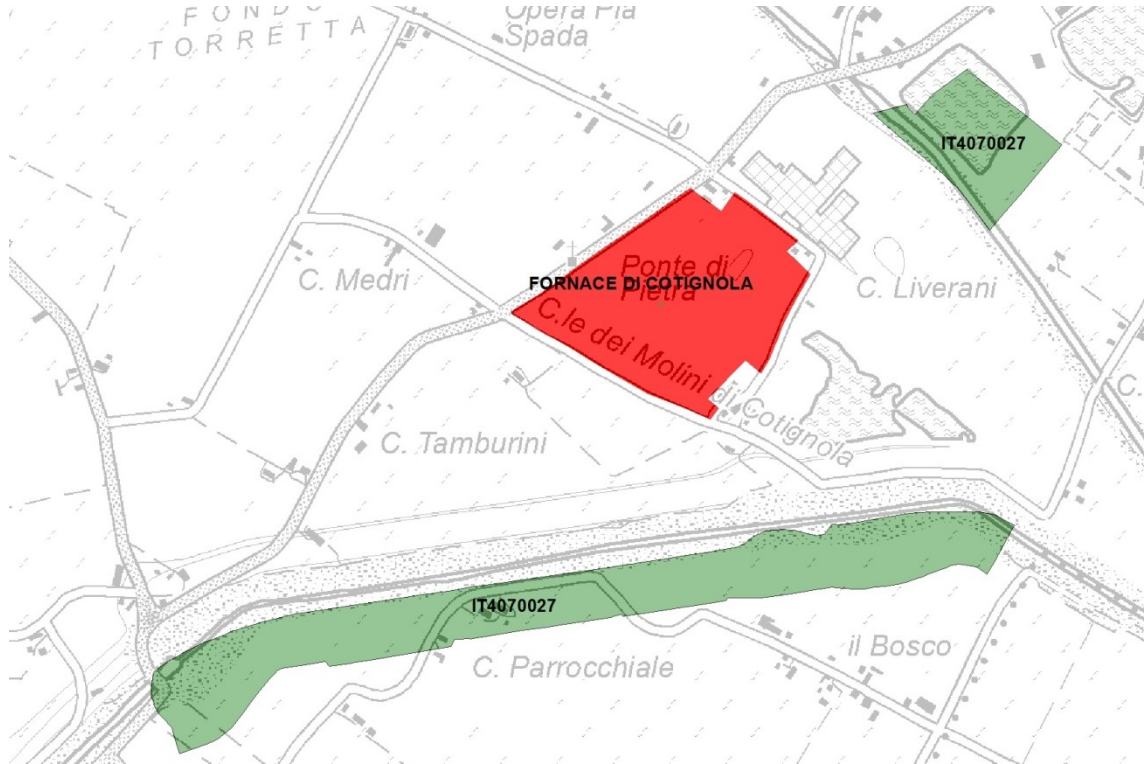 FONDO
TORRETTA
Opera Pia
Spada
IT4070027
C. Medri
Ponte di
Pietra
FORNACE DI COTIGNOLA
C. Liverani
C.le dei Molini di Cotignola
C.
C. Tamburini
IT4070027
C. Parrocchiale
il Bosco